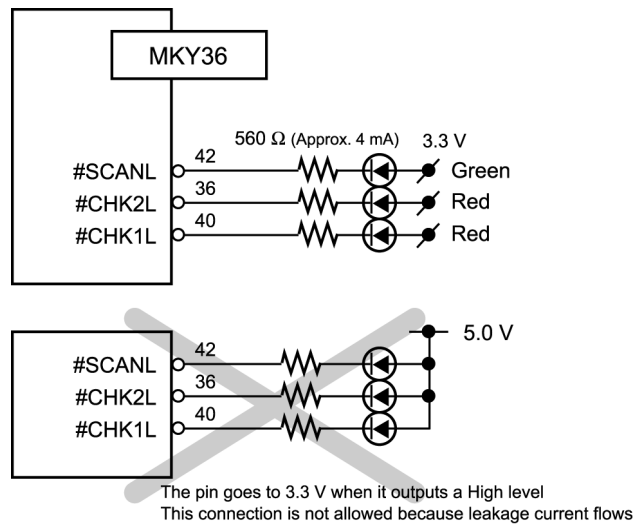 MKY36
560 Ω (Approx. 4 mA) 3.3 V
#SCANL 42 Green
#CHK2L 36 Red
#CHK1L 40 Red
5.0 V
#SCANL 42
#CHK2L 36
#CHK1L 40
The pin goes to 3.3 V when it outputs a High level
This connection is not allowed because leakage current flows